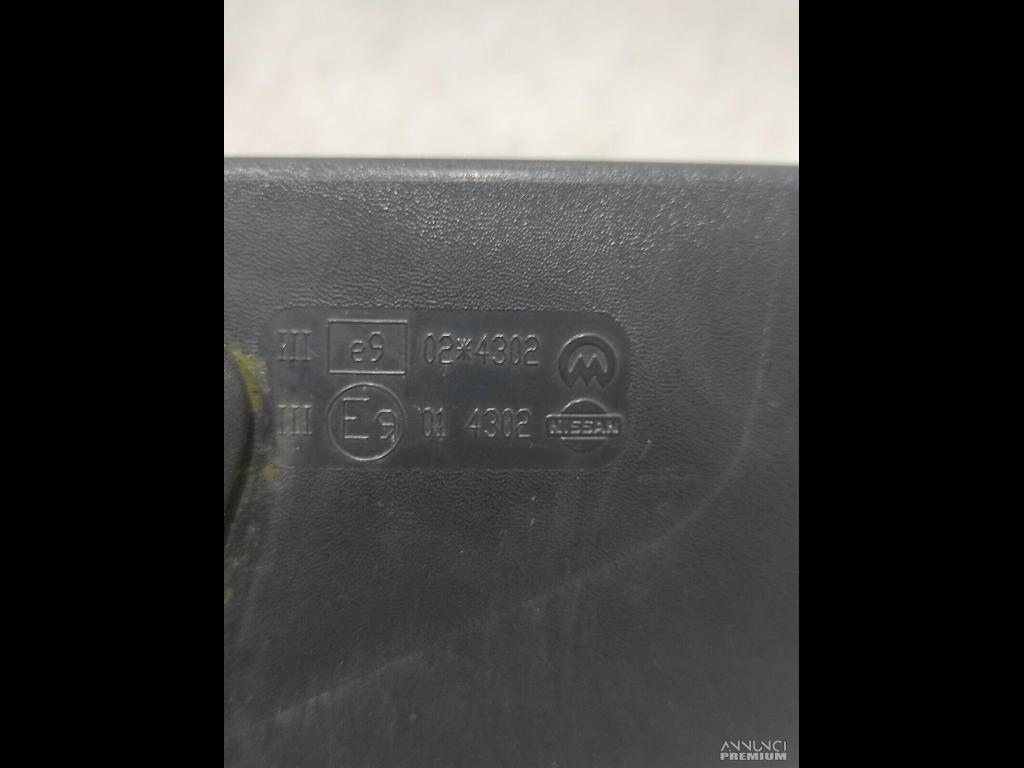 III e9 02*4302
III E9 01 4302 NISSAN
ANNUNCI
PREMIUM